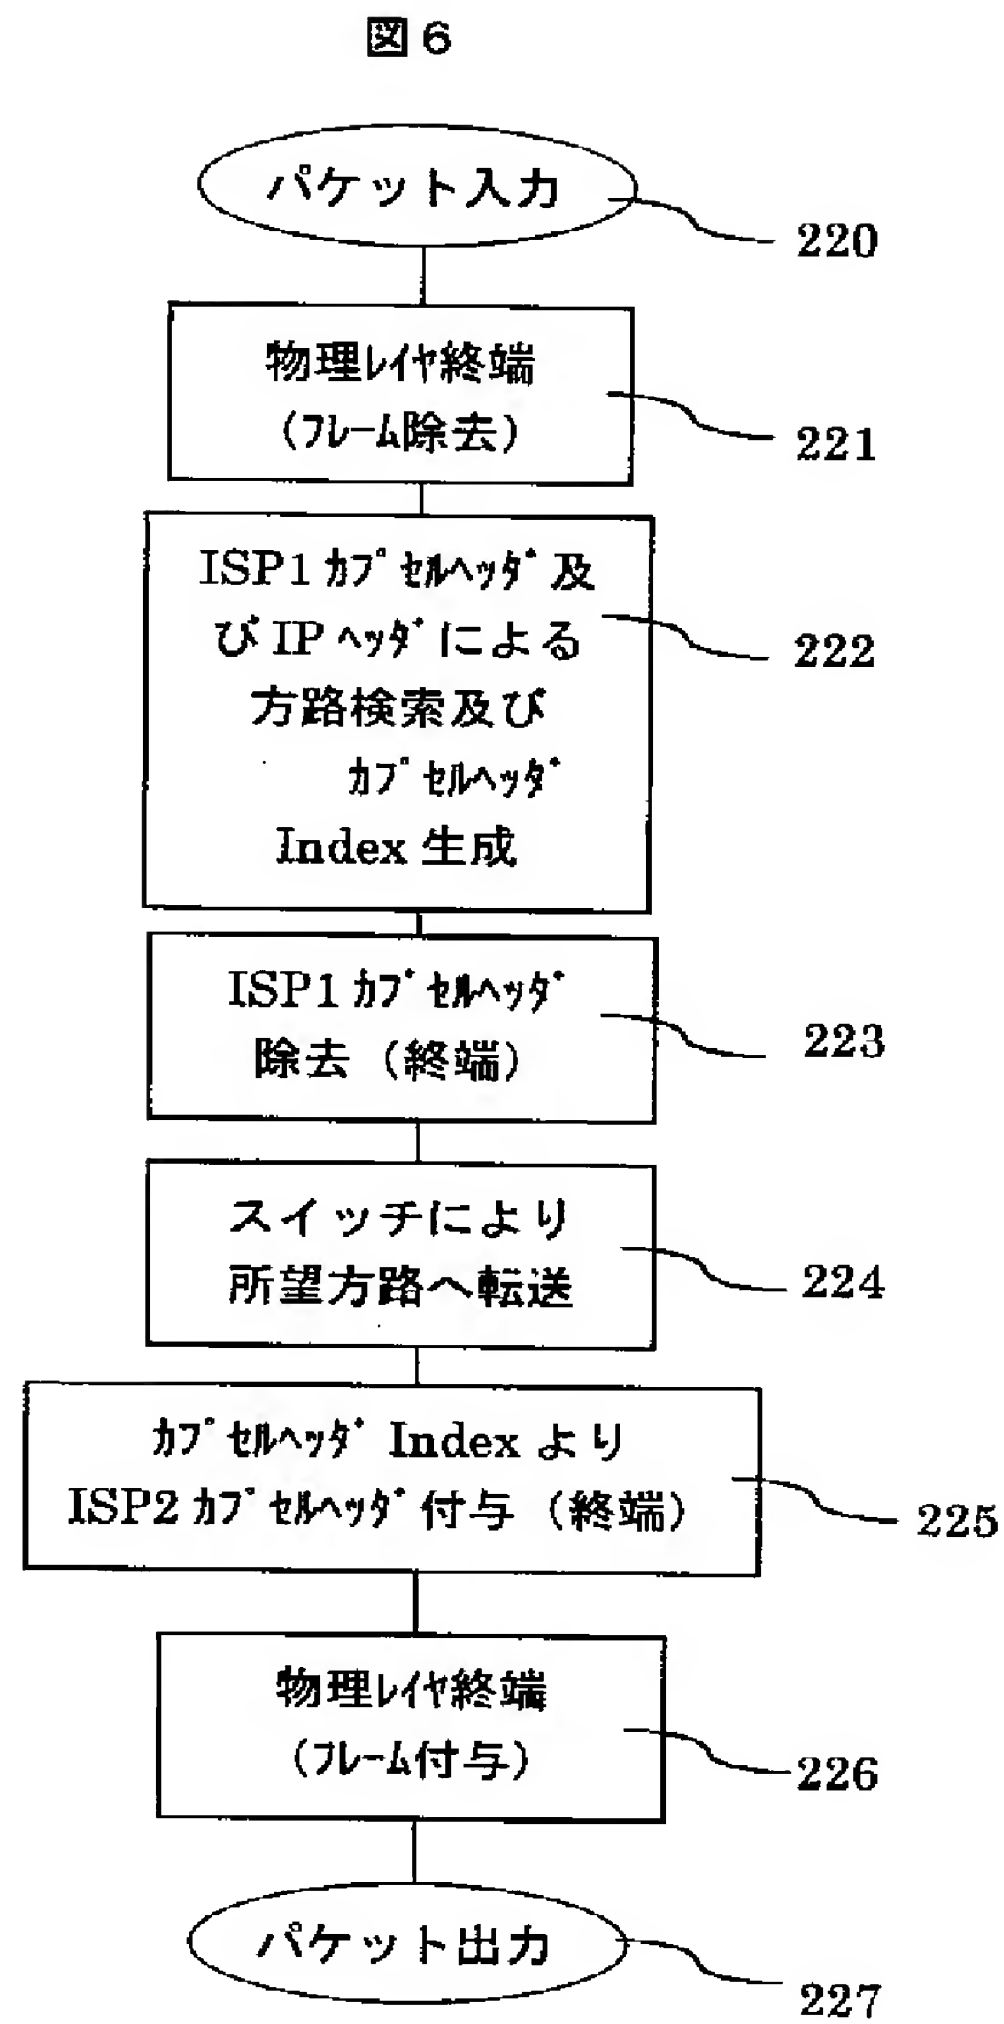 図6
パケット入力
220
物理ﾚｲﾔ終端
(ﾌﾚｰﾑ除去)
221
ISP1 ｶﾌﾟｾﾙﾍｯﾀﾞ及
び IP ﾍｯﾀﾞによる
方路検索及び
ｶﾌﾟｾﾙﾍｯﾀﾞ
Index 生成
222
ISP1 ｶﾌﾟｾﾙﾍｯﾀﾞ
除去(終端)
223
スイッチにより
所望方路へ転送
224
ｶﾌﾟｾﾙﾍｯﾀﾞ Index より
ISP2 ｶﾌﾟｾﾙﾍｯﾀﾞ付与(終端)
225
物理ﾚｲﾔ終端
(ﾌﾚｰﾑ付与)
226
パケット出力
227